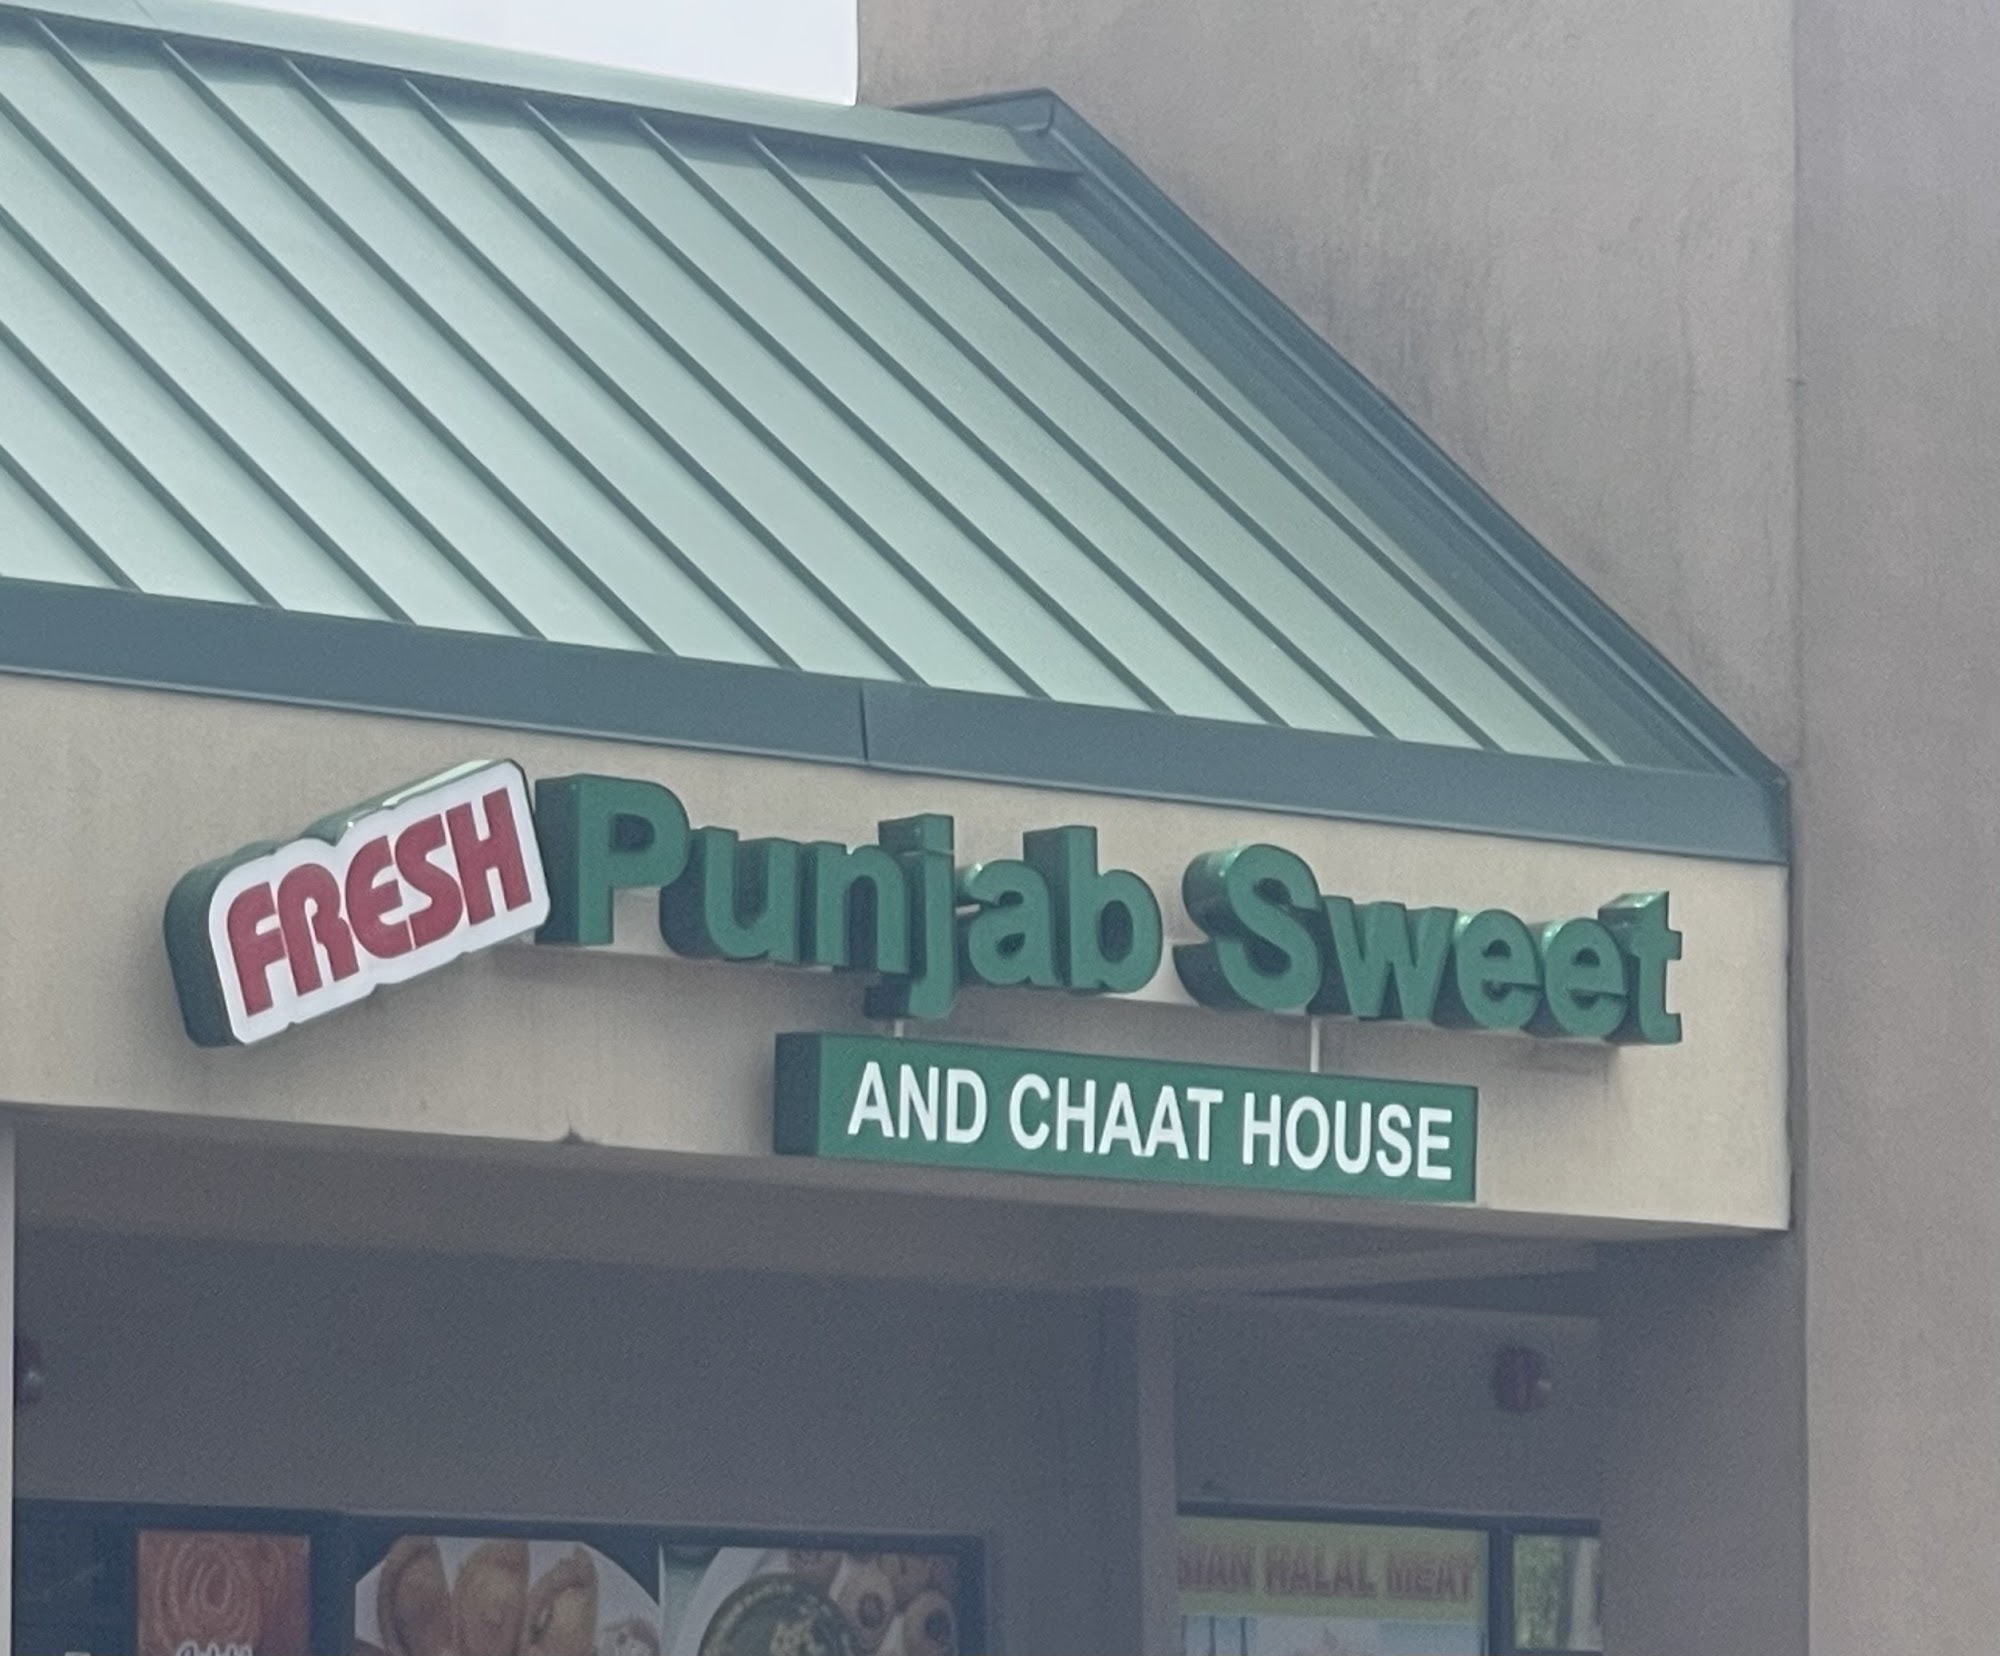 FRESH Punjab Sweet
AND CHAAT HOUSE
HALAL MEAT